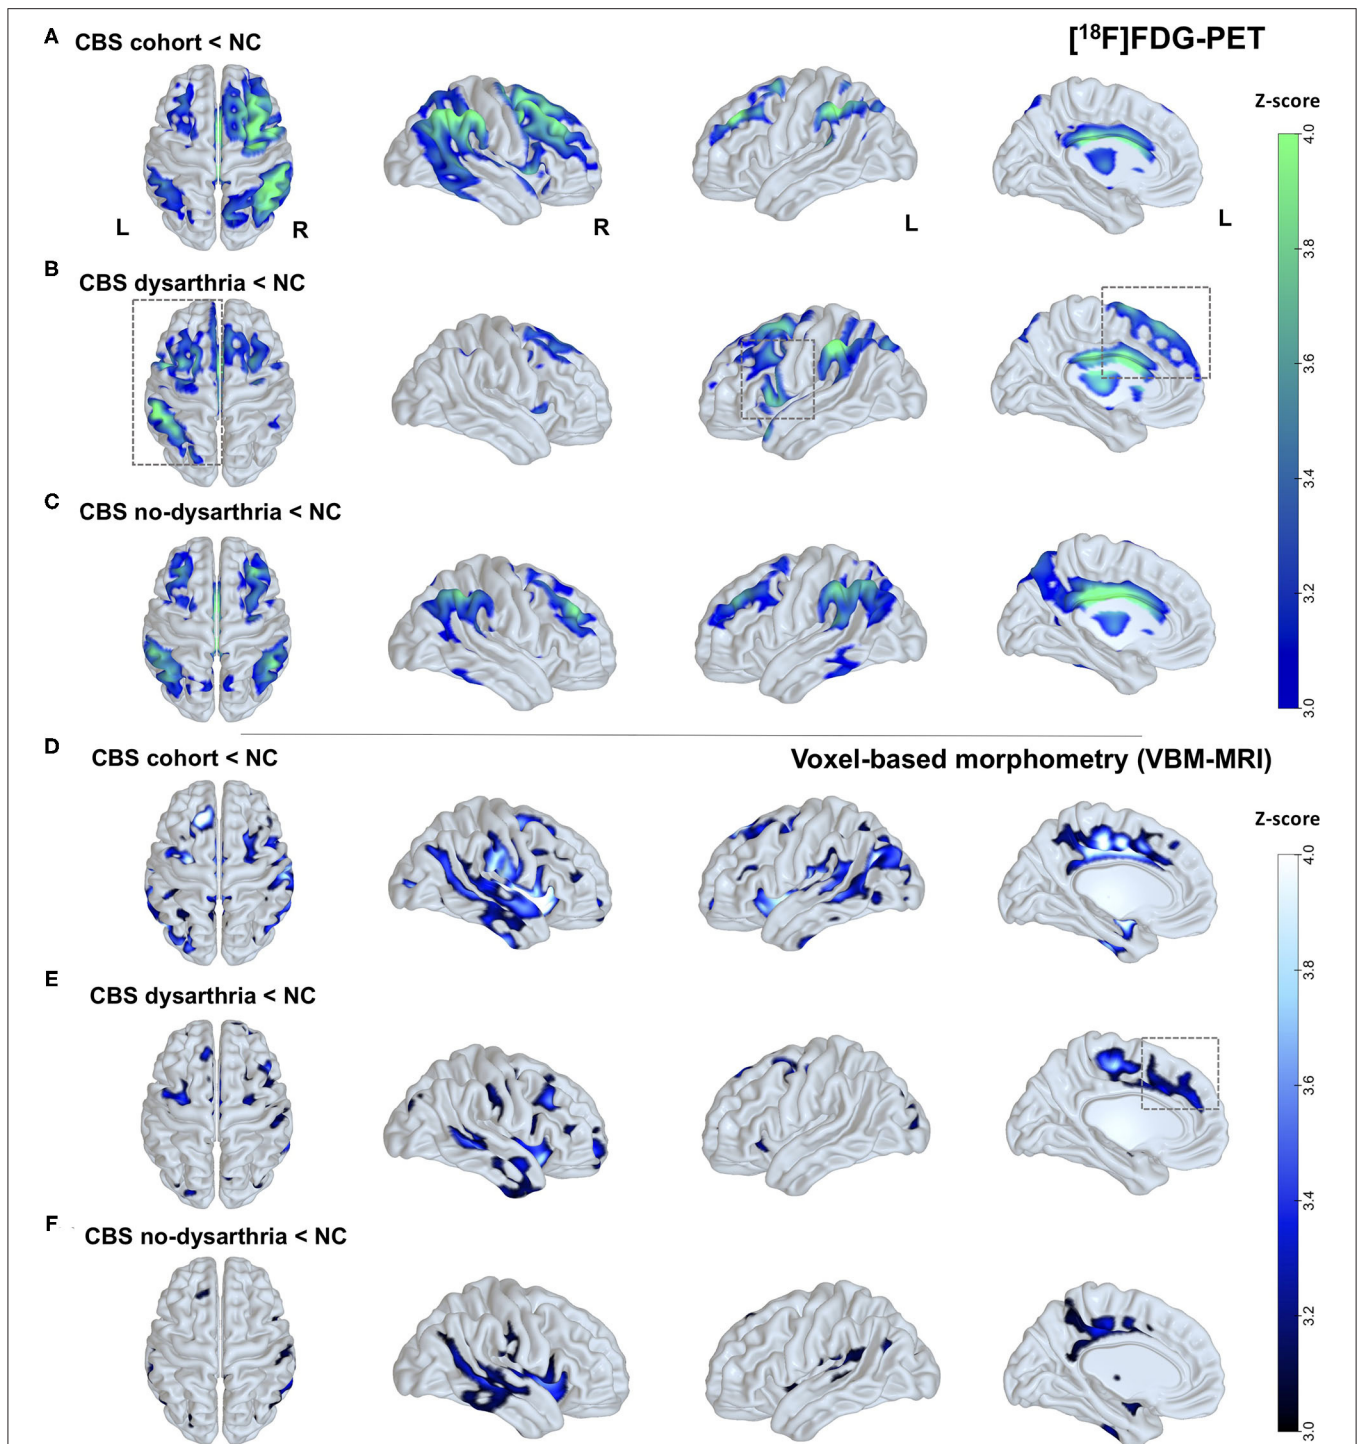 A CBS cohort < NC
[¹⁸F]FDG-PET
L R R L L
B CBS dysarthria < NC
C CBS no-dysarthria < NC
Z-score
4.0
3.8
3.6
3.4
3.2
3.0
D CBS cohort < NC
Voxel-based morphometry (VBM-MRI)
E CBS dysarthria < NC
F CBS no-dysarthria < NC
Z-score
4.0
3.8
3.6
3.4
3.2
3.0